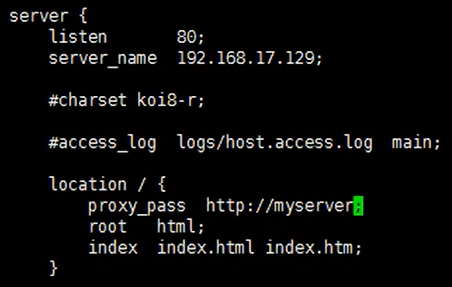 server {
    listen       80;
    server_name  192.168.17.129;
    #charset koi8-r;
    #access_log  logs/host.access.log  main;
    location / {
        proxy_pass  http://myserver;
        root   html;
        index  index.html index.htm;
    }